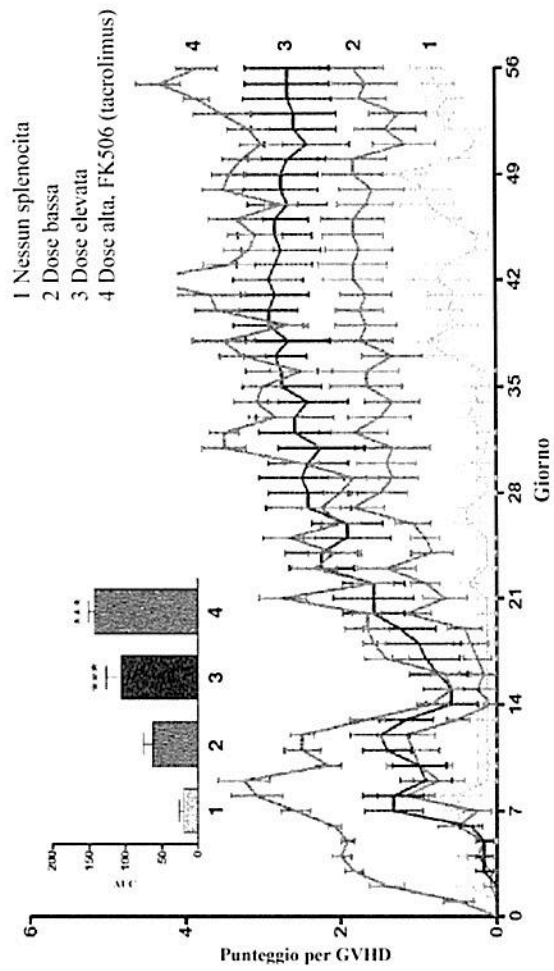 1 Nessun splenocita
2 Dose bassa
3 Dose elevata
4 Dose alta, FK506 (tacrolimus)
200
150
100
50
0
AUC
***
***
1 2 3 4
6
4
2
0
Punteggio per GVHD
4
3
2
1
0 7 14 21 28 35 42 49 56
Giorno